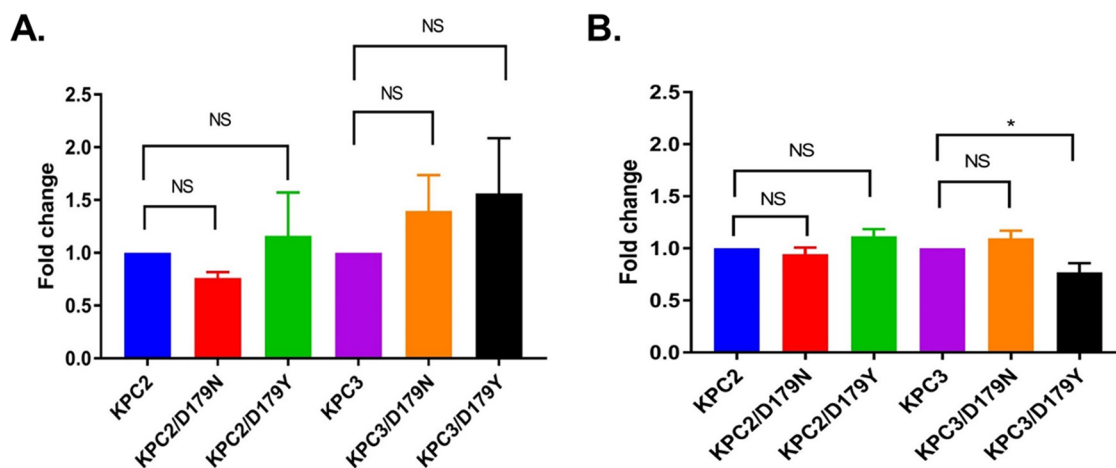 A.
NS
NS
NS
NS
Fold change
2.5
2.0
1.5
1.0
0.5
0.0
KPC2
KPC2/D179N
KPC2/D179Y
KPC3
KPC3/D179N
KPC3/D179Y
B.
*
NS
NS
NS
Fold change
2.5
2.0
1.5
1.0
0.5
0.0
KPC2
KPC2/D179N
KPC2/D179Y
KPC3
KPC3/D179N
KPC3/D179Y